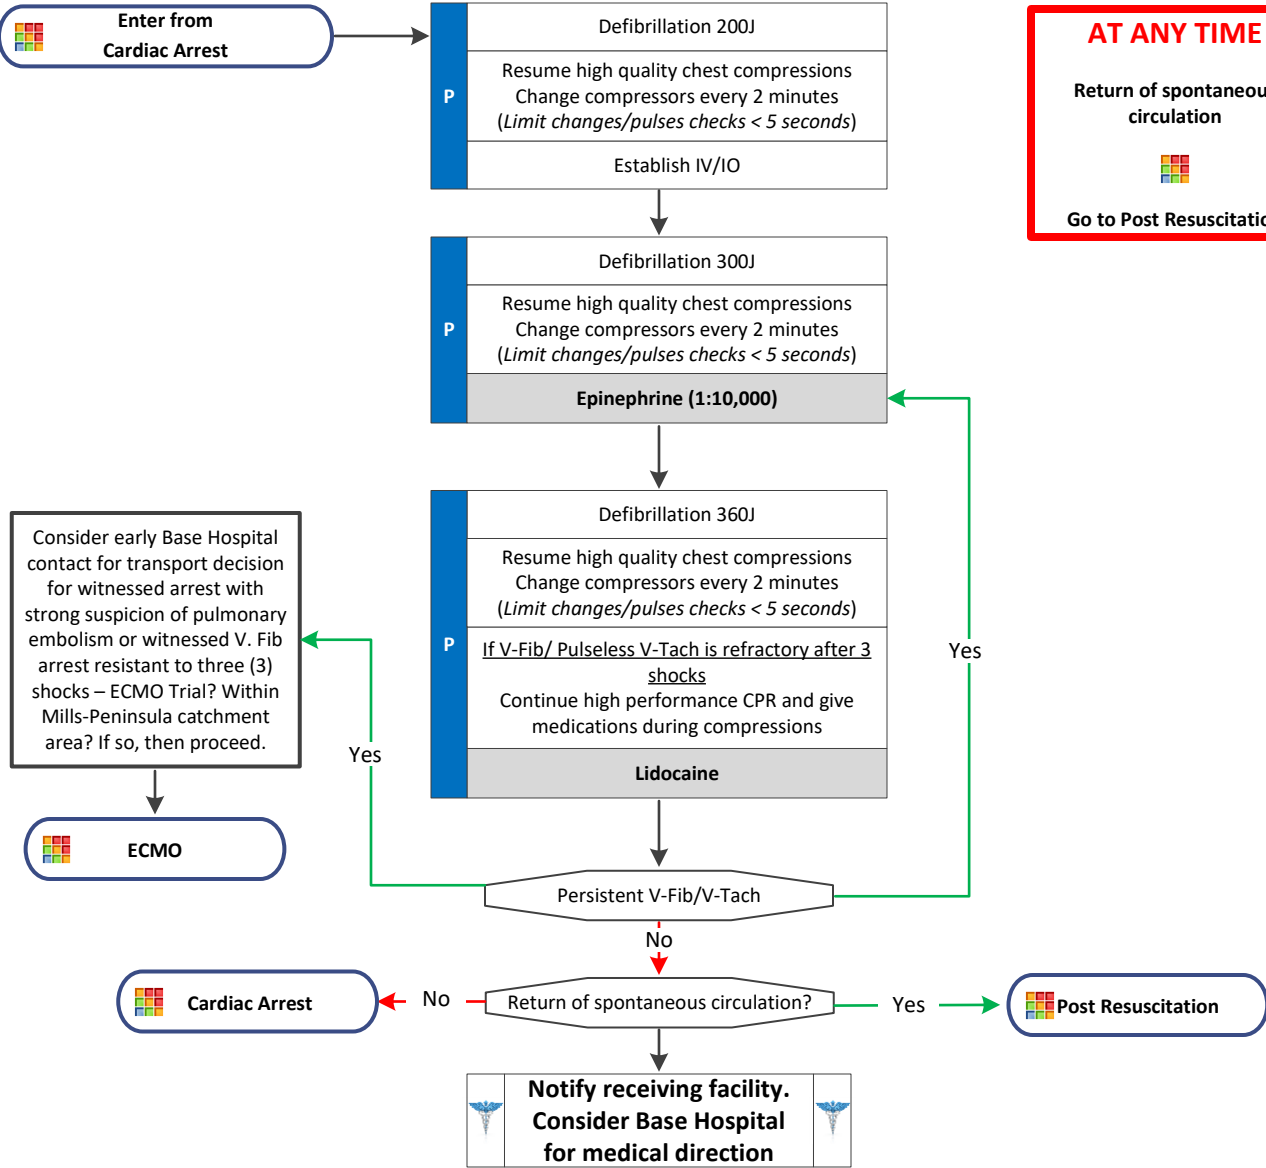 Enter from
Cardiac Arrest
Defibrillation 200J
P
Resume high quality chest compressions
Change compressors every 2 minutes
(Limit changes/pulses checks < 5 seconds)
Establish IV/IO
AT ANY TIME
Return of spontaneou
circulation
Go to Post Resuscitatio
Defibrillation 300J
P
Resume high quality chest compressions
Change compressors every 2 minutes
(Limit changes/pulses checks < 5 seconds)
Epinephrine (1:10,000)
Defibrillation 360J
P
Resume high quality chest compressions
Change compressors every 2 minutes
(Limit changes/pulses checks < 5 seconds)
If V-Fib/ Pulseless V-Tach is refractory after 3
shocks
Continue high performance CPR and give
medications during compressions
Lidocaine
Consider early Base Hospital
contact for transport decision
for witnessed arrest with
strong suspicion of pulmonary
embolism or witnessed V. Fib
arrest resistant to three (3)
shocks – ECMO Trial? Within
Mills-Peninsula catchment
area? If so, then proceed.
Yes
Yes
ECMO
Persistent V-Fib/V-Tach
No
Cardiac Arrest
No
Return of spontaneous circulation?
Yes
Post Resuscitation
Notify receiving facility.
Consider Base Hospital
for medical direction